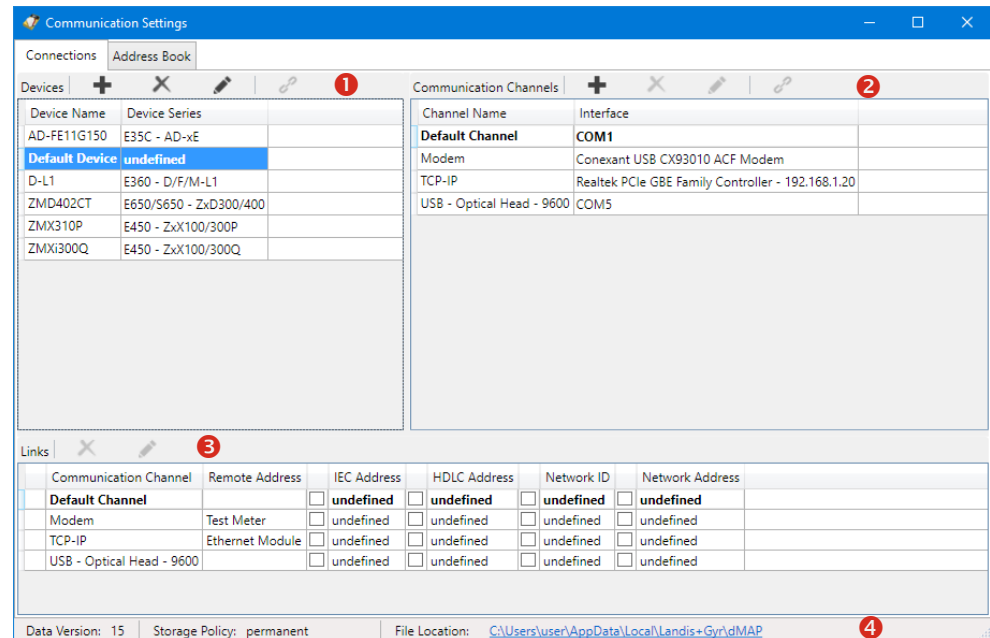 Communication Settings
Connections Address Book
Devices 1
Device Name Device Series
AD-FE11G150 E35C - AD-xE
Default Device undefined
D-L1 E360 - D/F/M-L1
ZMD402CT E650/S650 - ZxD300/400
ZMX310P E450 - ZxX100/300P
ZMXi300Q E450 - ZxX100/300Q
Communication Channels 2
Channel Name Interface
Default Channel COM1
Modem Conexant USB CX93010 ACF Modem
TCP-IP Realtek PCIe GBE Family Controller - 192.168.1.20
USB - Optical Head - 9600 COM5
Links 3
Communication Channel Remote Address IEC Address HDLC Address Network ID Network Address
Default Channel undefined undefined undefined undefined
Modem Test Meter undefined undefined undefined undefined
TCP-IP Ethernet Module undefined undefined undefined undefined
USB - Optical Head - 9600 undefined undefined undefined undefined
Data Version: 15 Storage Policy: permanent File Location: C:\Users\user\AppData\Local\Landis+Gyr\dMAP 4